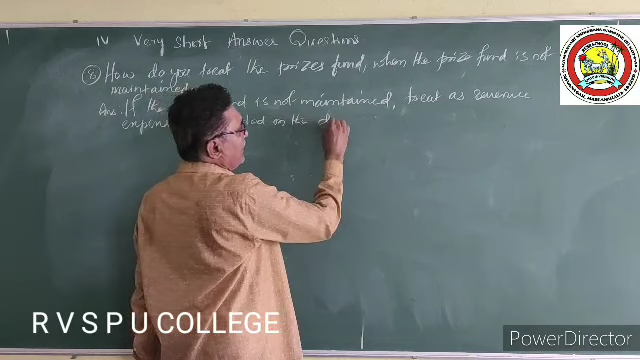 IV Very Short Answer Questions
⑧ How do you treat the prizes fund, when the prize fund is not
maintained
Ans. If the d is not maintained, treat as revenue
expen on the d
R V S P U COLLEGE
PowerDirector